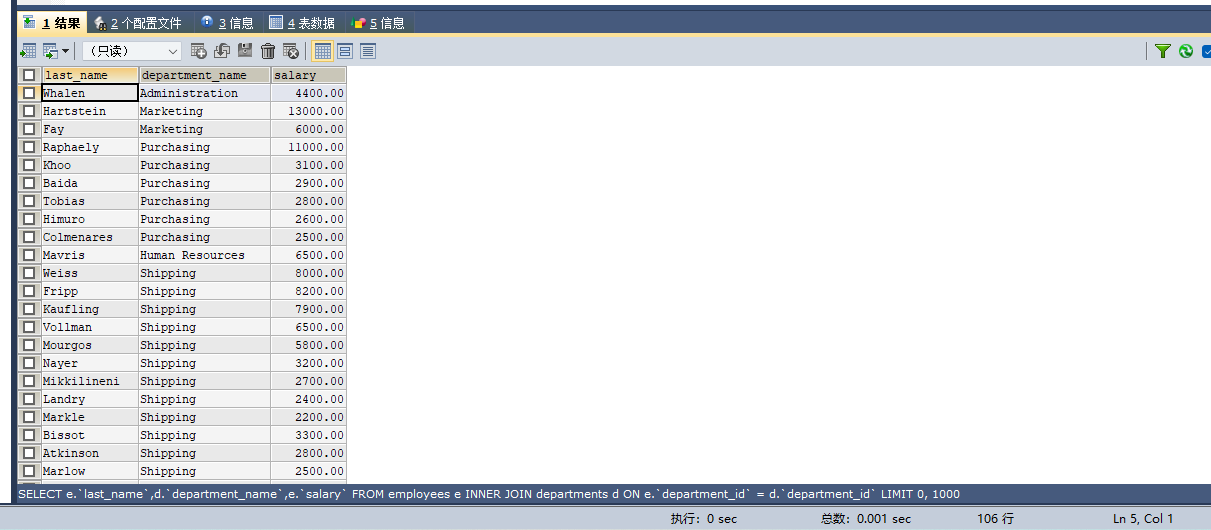 1 结果 2 个配置文件 3 信息 4 表数据 5 信息
（只读）
last_name department_name salary
Whalen Administration 4400.00
Hartstein Marketing 13000.00
Fay Marketing 6000.00
Raphaely Purchasing 11000.00
Khoo Purchasing 3100.00
Baida Purchasing 2900.00
Tobias Purchasing 2800.00
Himuro Purchasing 2600.00
Colmenares Purchasing 2500.00
Mavris Human Resources 6500.00
Weiss Shipping 8000.00
Fripp Shipping 8200.00
Kaufling Shipping 7900.00
Vollman Shipping 6500.00
Mourgos Shipping 5800.00
Nayer Shipping 3200.00
Mikkilineni Shipping 2700.00
Landry Shipping 2400.00
Markle Shipping 2200.00
Bissot Shipping 3300.00
Atkinson Shipping 2800.00
Marlow Shipping 2500.00
SELECT e.`last_name`,d.`department_name`,e.`salary` FROM employees e INNER JOIN departments d ON e.`department_id` = d.`department_id` LIMIT 0, 1000
执行：0 sec 总数：0.001 sec 106 行 Ln 5, Col 1